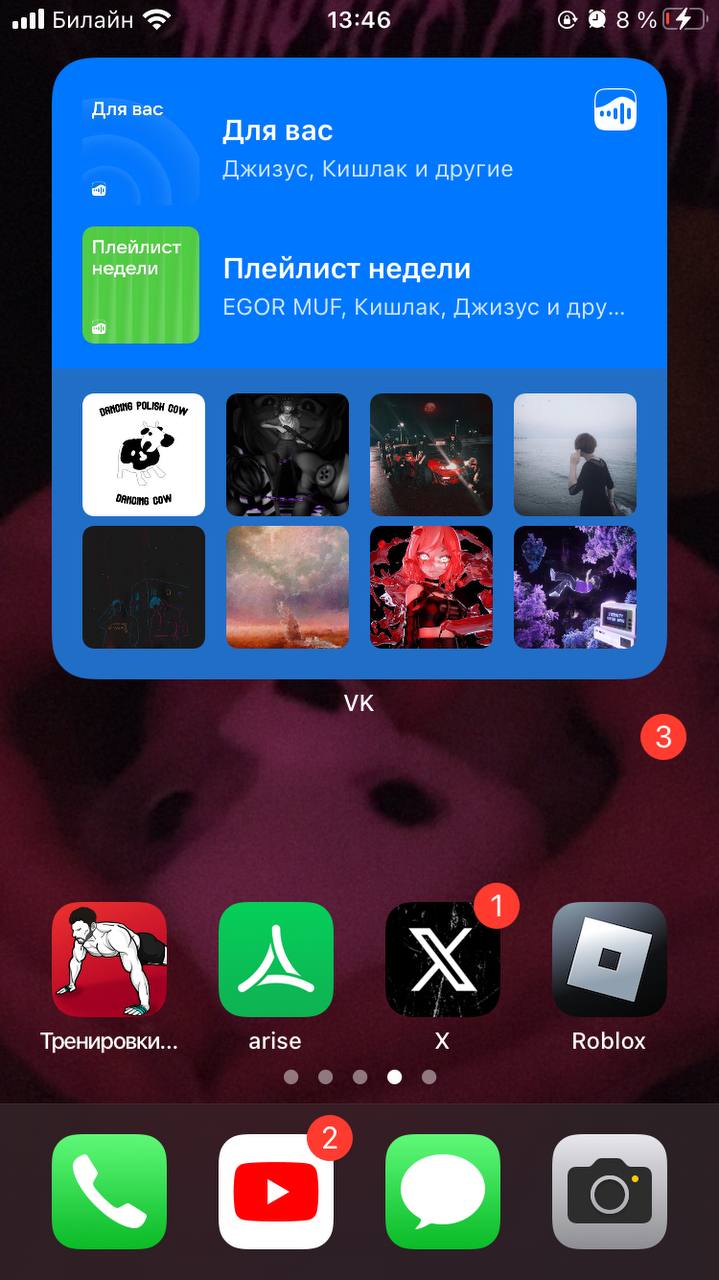 Билайн
13:46
8 %
Для вас
Для вас
Джизус, Кишлак и другие
Плейлист
недели
Плейлист недели
EGOR MUF, Кишлак, Джизус и дру...
DANCING POLISH COW
DANCING COW
VK
3
1
Тренировки...
arise
X
Roblox
2